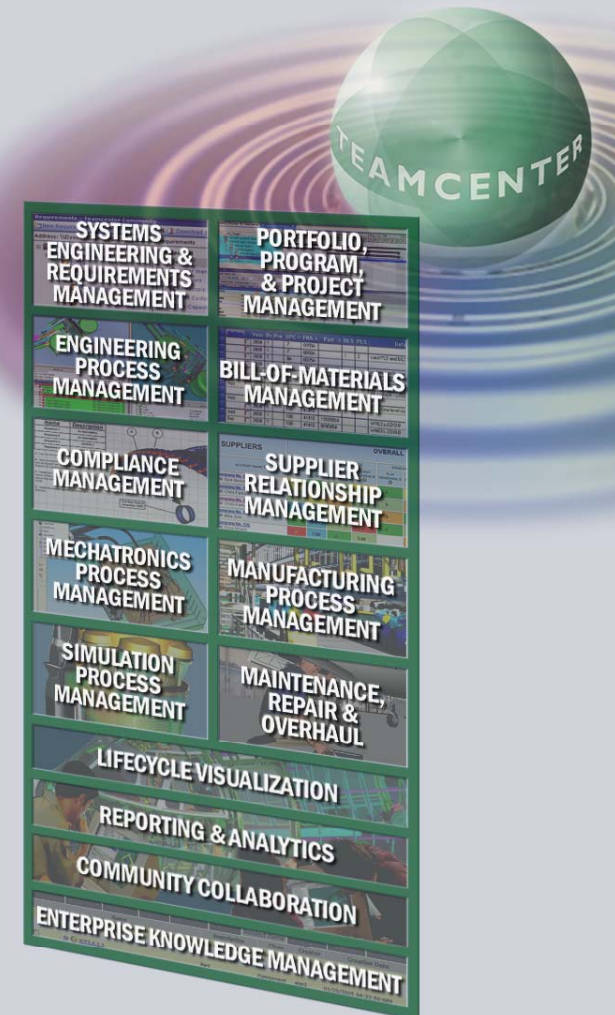 TEAMCENTER
SYSTEMS
ENGINEERING &
REQUIREMENTS
MANAGEMENT
PORTFOLIO,
PROGRAM,
& PROJECT
MANAGEMENT
ENGINEERING
PROCESS
MANAGEMENT
BILL-OF-MATERIALS
MANAGEMENT
COMPLIANCE
MANAGEMENT
SUPPLIERS
OVERALL
SUPPLIER
RELATIONSHIP
MANAGEMENT
MECHATRONICS
PROCESS
MANAGEMENT
MANUFACTURING
PROCESS
MANAGEMENT
SIMULATION
PROCESS
MANAGEMENT
MAINTENANCE,
REPAIR &
OVERHAUL
LIFECYCLE VISUALIZATION
REPORTING & ANALYTICS
COMMUNITY COLLABORATION
ENTERPRISE KNOWLEDGE MANAGEMENT